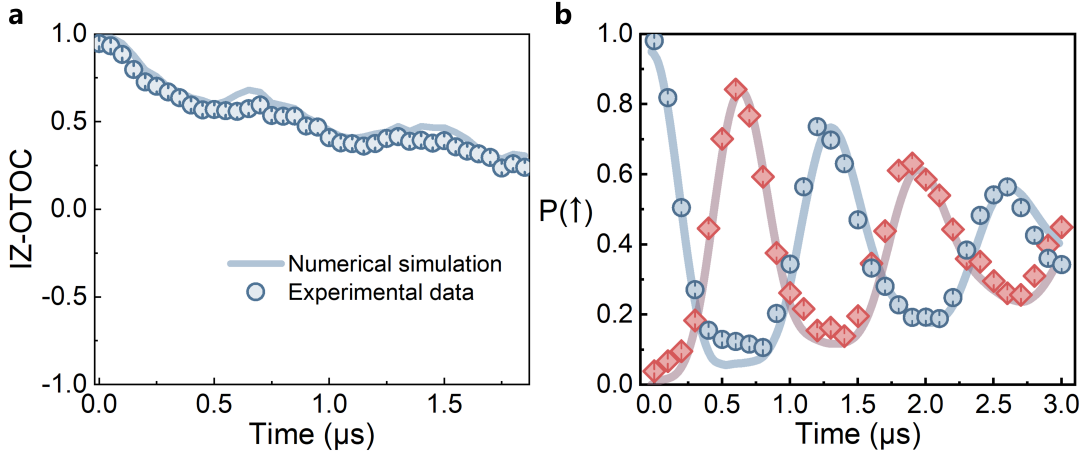 a
1.0
0.5
0.0
-0.5
-1.0
IZ-OTOC
Numerical simulation
Experimental data
0.0 0.5 1.0 1.5
Time (μs)
b
1.0
0.8
0.6
0.4
0.2
0.0
P(↑)
0.0 0.5 1.0 1.5 2.0 2.5 3.0
Time (μs)